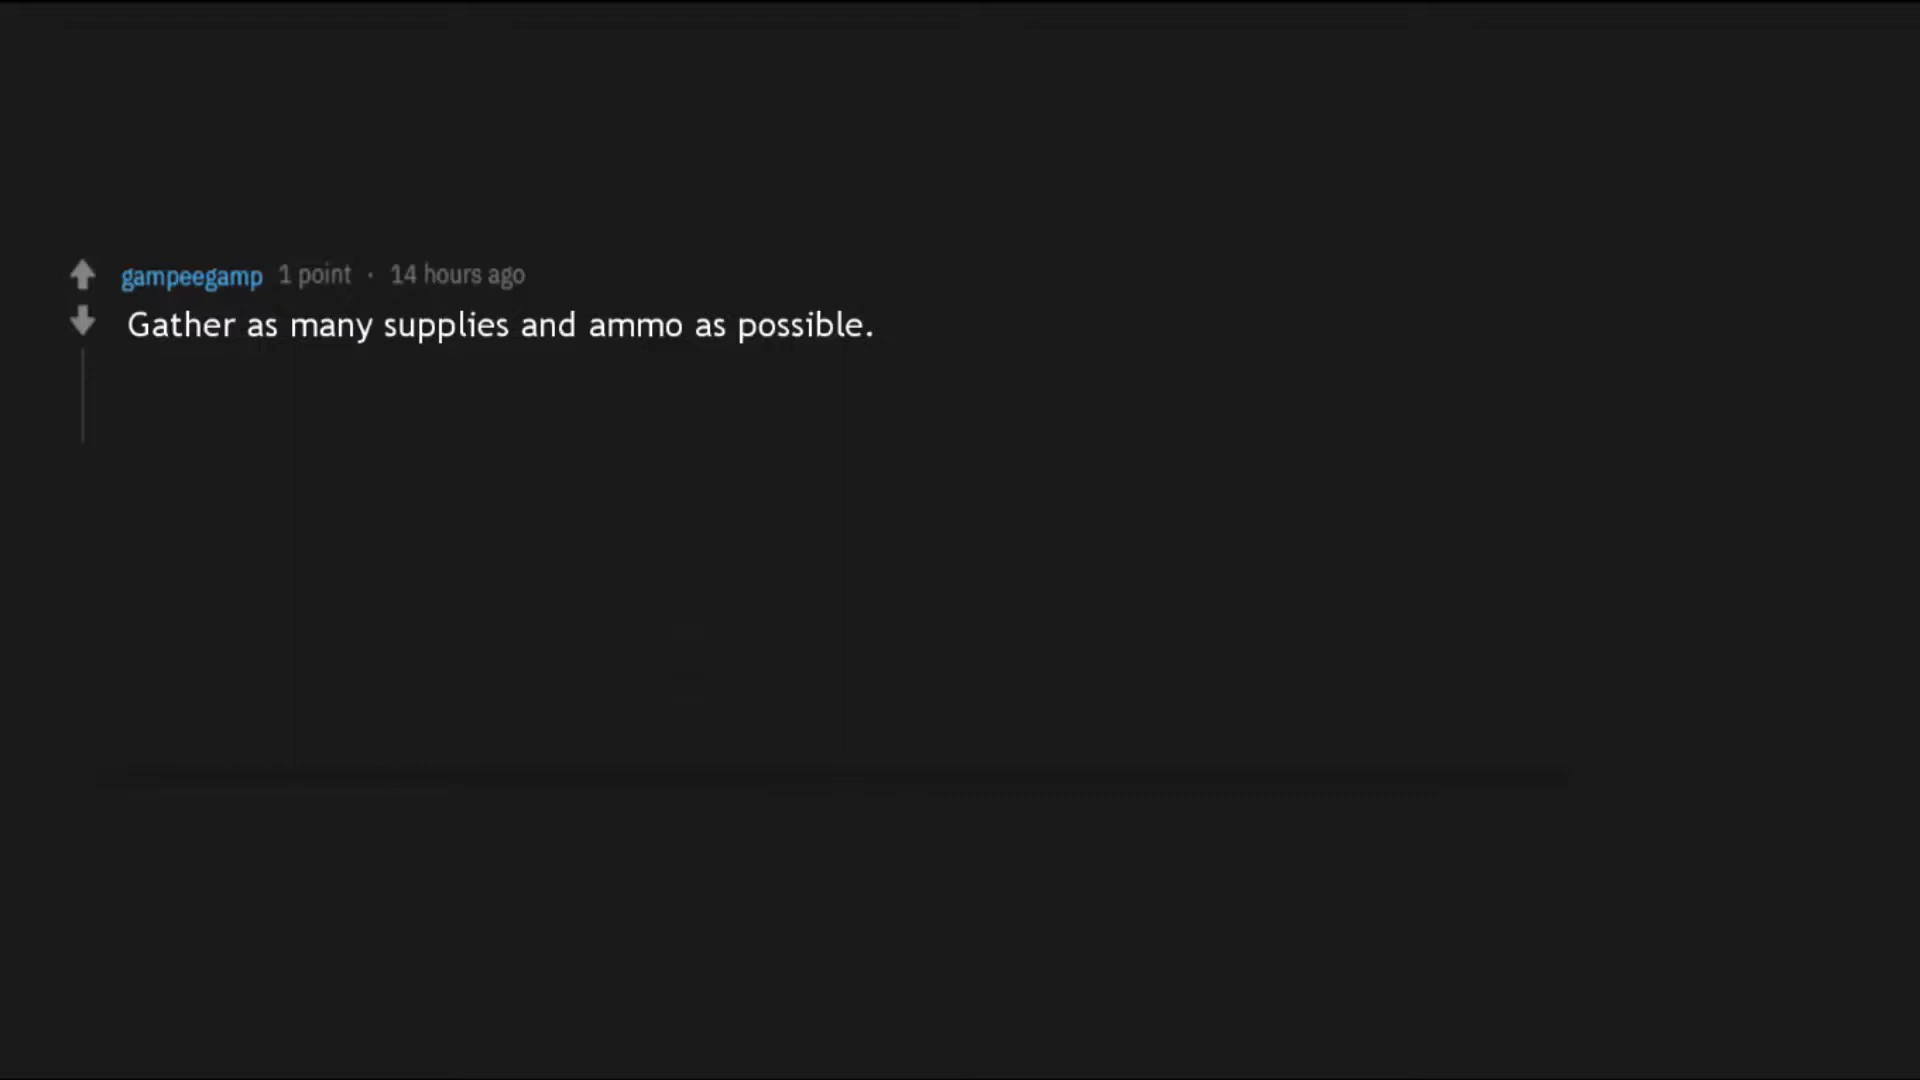 gampeegamp 1 point · 14 hours ago
Gather as many supplies and ammo as possible.